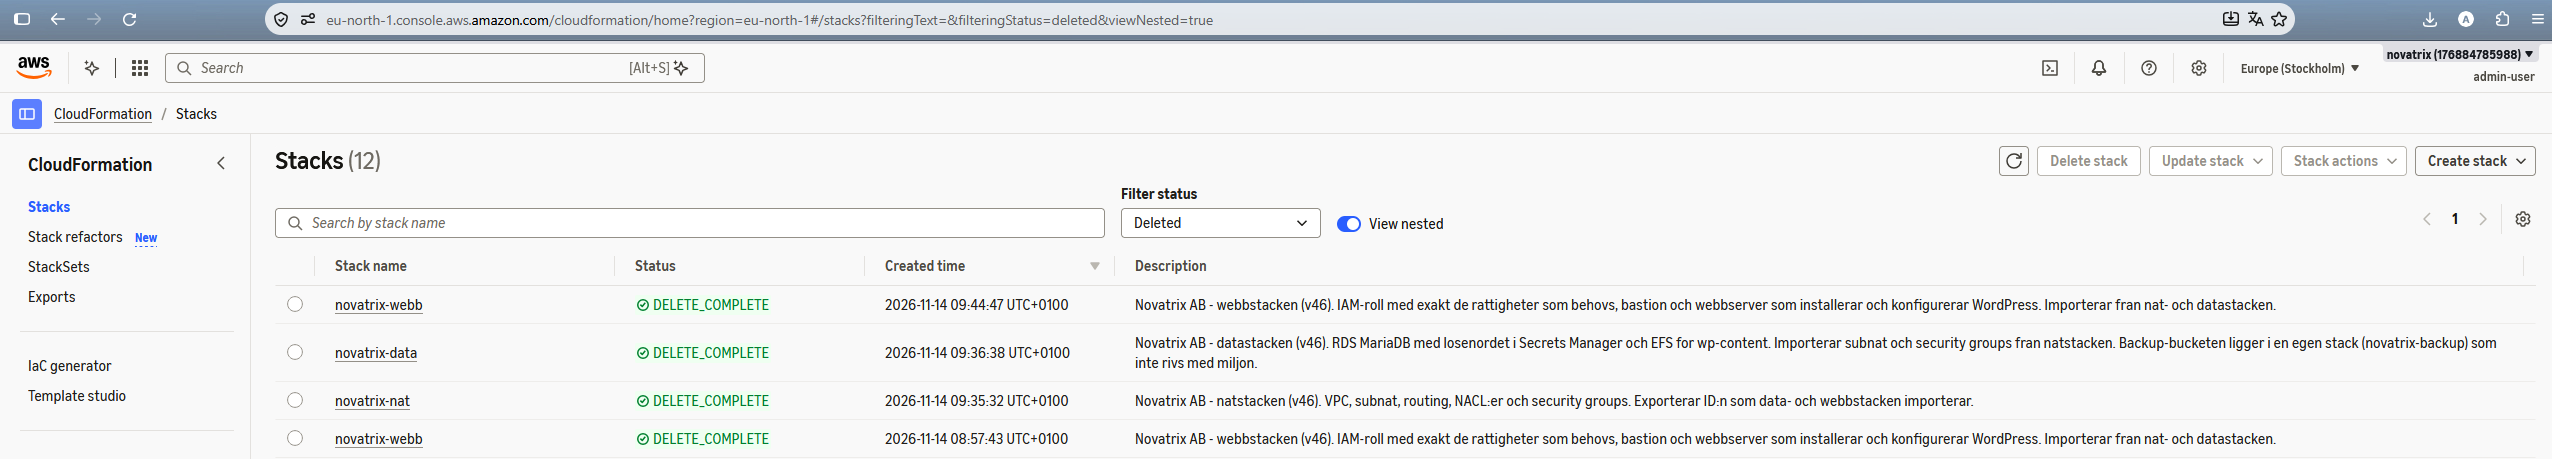 eu-north-1.console.aws.amazon.com/cloudformation/home?region=eu-north-1#/stacks?filteringText=&filteringStatus=deleted&viewNested=true
A
aws
Search
[Alt+S]
Europe (Stockholm)
novatrix (176884785988)
admin-user
CloudFormation / Stacks
CloudFormation
Stacks
Stack refactors New
StackSets
Exports
IaC generator
Template studio
Stacks (12)
Delete stack
Update stack
Stack actions
Create stack
Filter status
Search by stack name
Deleted
View nested
1
Stack name Status Created time Description
novatrix-webb DELETE_COMPLETE 2026-11-14 09:44:47 UTC+0100 Novatrix AB - webbstacken (v46). IAM-roll med exakt de rattigheter som behovs, bastion och webbserver som installerar och konfigurerar WordPress. Importerar fran nat- och datastacken.
novatrix-data DELETE_COMPLETE 2026-11-14 09:36:38 UTC+0100 Novatrix AB - datastacken (v46). RDS MariaDB med losenordet i Secrets Manager och EFS for wp-content. Importerar subnat och security groups fran natstacken. Backup-bucketen ligger i en egen stack (novatrix-backup) som
inte rivs med miljon.
novatrix-nat DELETE_COMPLETE 2026-11-14 09:35:32 UTC+0100 Novatrix AB - natstacken (v46). VPC, subnat, routing, NACL:er och security groups. Exporterar ID:n som data- och webbstacken importerar.
novatrix-webb DELETE_COMPLETE 2026-11-14 08:57:43 UTC+0100 Novatrix AB - webbstacken (v46). IAM-roll med exakt de rattigheter som behovs, bastion och webbserver som installerar och konfigurerar WordPress. Importerar fran nat- och datastacken.